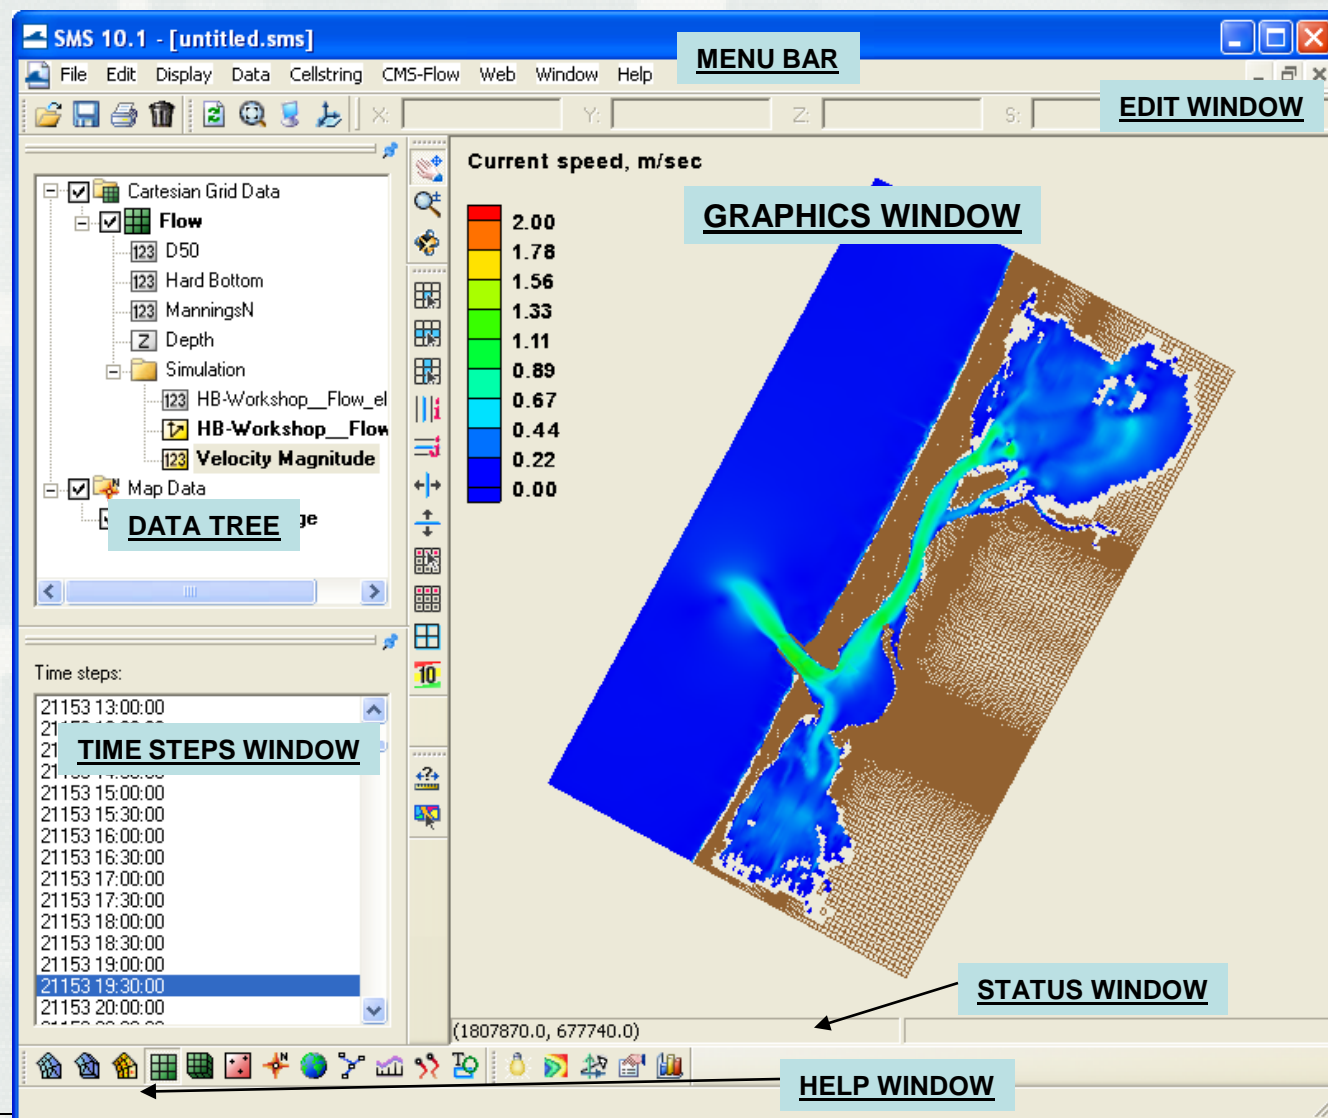 SMS 10.1 - [untitled.sms]
MENU BAR
File Edit Display Data Cellstring CMS-Flow Web Window Help
X: Y: Z: S:
EDIT WINDOW
Cartesian Grid Data
Flow
123 D50
123 Hard Bottom
123 ManningsN
Z Depth
Simulation
123 HB-Workshop__Flow_el
HB-Workshop__Flow
123 Velocity Magnitude
Map Data
DATA TREE
Current speed, m/sec
GRAPHICS WINDOW
2.00
1.78
1.56
1.33
1.11
0.89
0.67
0.44
0.22
0.00
i
j
10
Time steps:
21153 13:00:00
TIME STEPS WINDOW
21153 15:00:00
21153 15:30:00
21153 16:00:00
21153 16:30:00
21153 17:00:00
21153 17:30:00
21153 18:00:00
21153 18:30:00
21153 19:00:00
21153 19:30:00
21153 20:00:00
STATUS WINDOW
(1807870.0, 677740.0)
HELP WINDOW